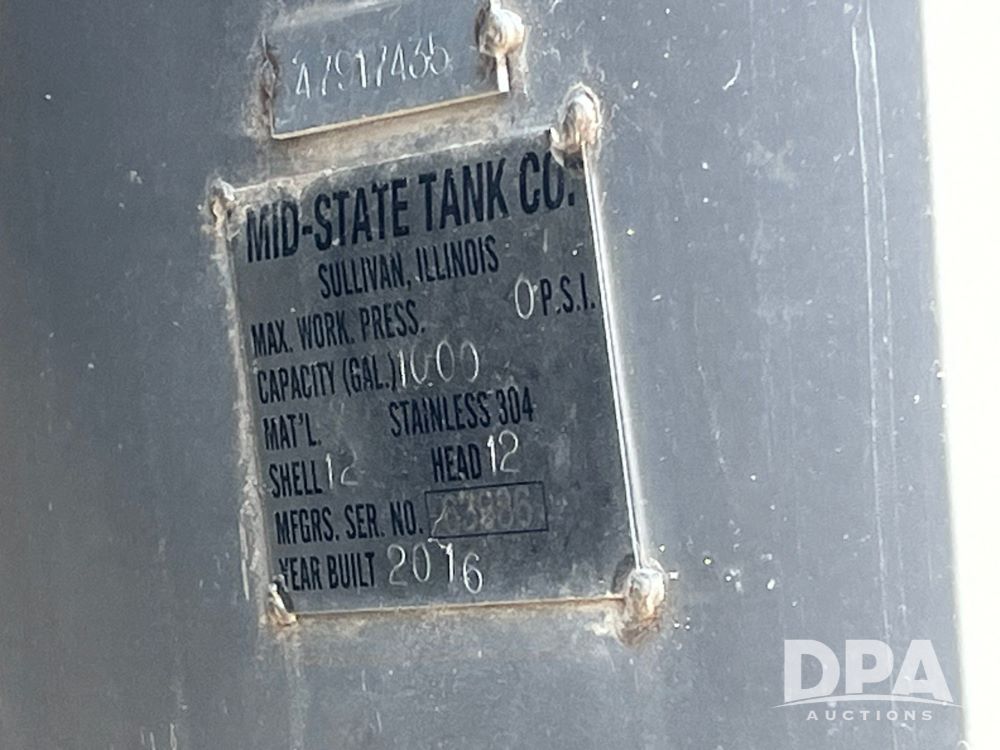 47917435
MID-STATE TANK CO.
SULLIVAN, ILLINOIS
MAX. WORK. PRESS. 0 P.S.I.
CAPACITY (GAL.) 1000
MAT'L. STAINLESS 304
SHELL 12 HEAD 12
MFGRS. SER. NO.
YEAR BUILT 2016
DPA
AUCTIONS